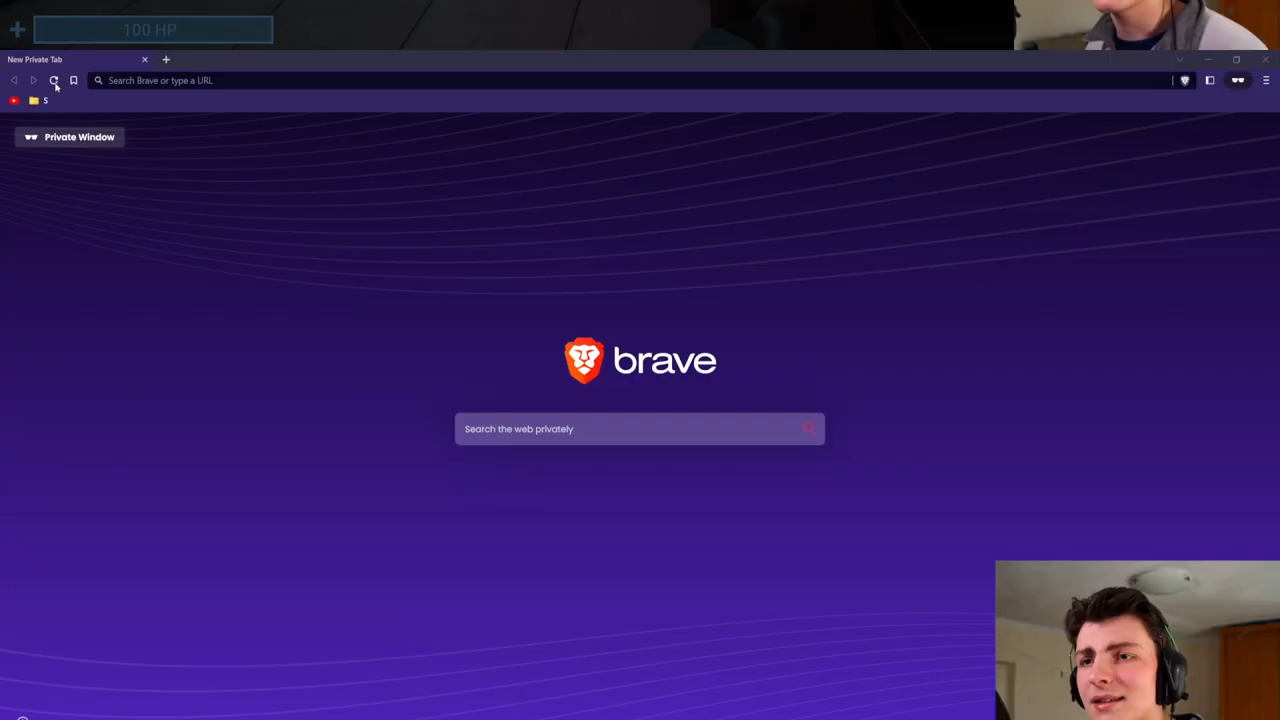 100 HP
New Private Tab
Search Brave or type a URL
S
Private Window
brave
Search the web privately